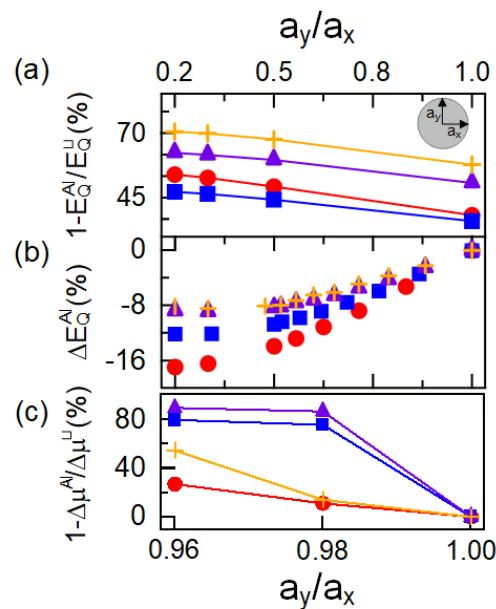 a_y/a_x
0.2 0.5 0.8 1.0
(a)
70
45
1-E_Q^{Al}/E_Q^{Li}(%)
a_y
a_x
(b)
0
-8
-16
ΔE_Q^{Al}(%)
(c)
80
40
0
1-Δμ^{Al}/Δμ^{Li}(%)
0.96 0.98 1.00
a_y/a_x